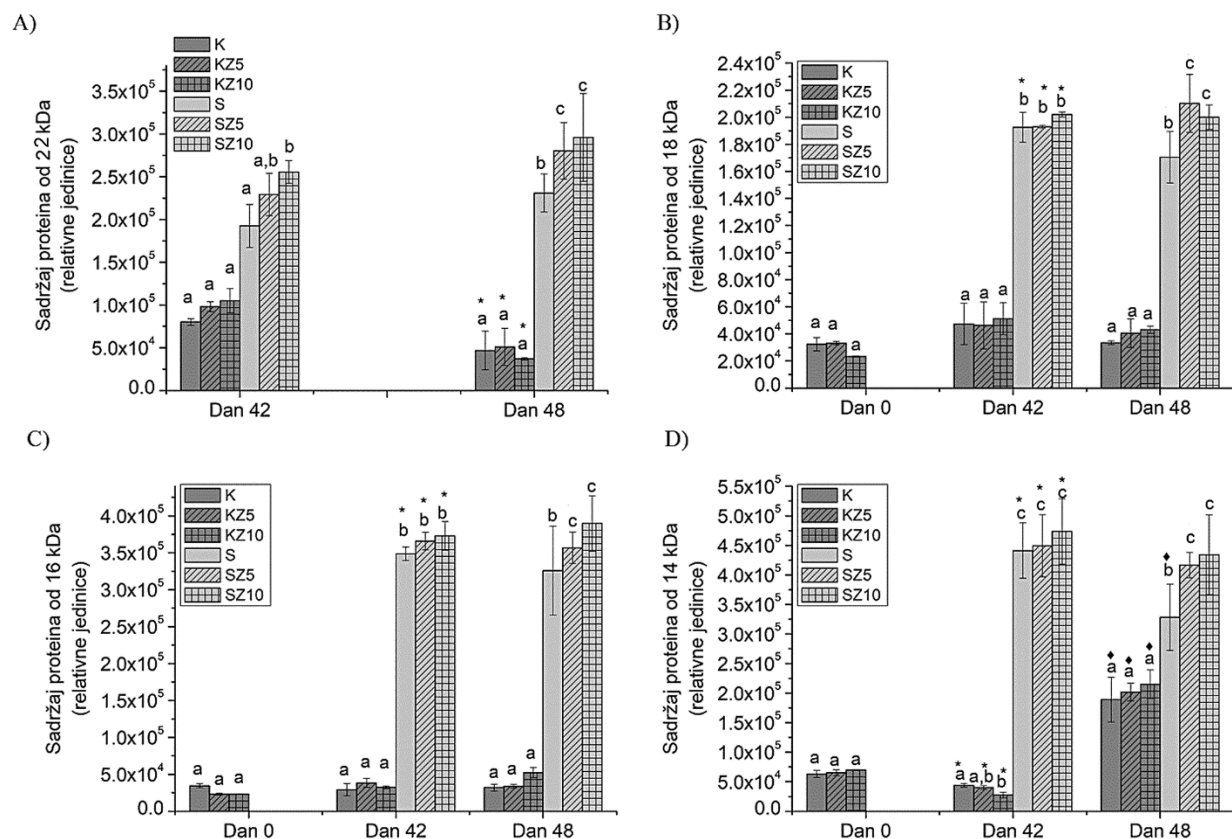 A)
K
KZ5
KZ10
S
SZ5
SZ10
Sadržaj proteina od 22 kDa
(relativne jedinice)
3.5x10⁵
3.0x10⁵
2.5x10⁵
2.0x10⁵
1.5x10⁵
1.0x10⁵
5.0x10⁴
0.0
a a a a a,b b
* a * a * a b c c
Dan 42 Dan 48
B)
K
KZ5
KZ10
S
SZ5
SZ10
Sadržaj proteina od 18 kDa
(relativne jedinice)
2.4x10⁵
2.2x10⁵
2.0x10⁵
1.8x10⁵
1.6x10⁵
1.4x10⁵
1.2x10⁵
1.0x10⁵
8.0x10⁴
6.0x10⁴
4.0x10⁴
2.0x10⁴
0.0
a a a
a a a * b * b * b
a a a b c c
Dan 0 Dan 42 Dan 48
C)
K
KZ5
KZ10
S
SZ5
SZ10
Sadržaj proteina od 16 kDa
(relativne jedinice)
4.0x10⁵
3.5x10⁵
3.0x10⁵
2.5x10⁵
2.0x10⁵
1.5x10⁵
1.0x10⁵
5.0x10⁴
0.0
a a a
a a a * b * b * b
a a a b c c
Dan 0 Dan 42 Dan 48
D)
K
KZ5
KZ10
S
SZ5
SZ10
Sadržaj proteina od 14 kDa
(relativne jedinice)
5.5x10⁵
5.0x10⁵
4.5x10⁵
4.0x10⁵
3.5x10⁵
3.0x10⁵
2.5x10⁵
2.0x10⁵
1.5x10⁵
1.0x10⁵
5.0x10⁴
0.0
a a a
* a * a,b * b * c * c * c
♦ a ♦ a ♦ a ♦ b c c
Dan 0 Dan 42 Dan 48